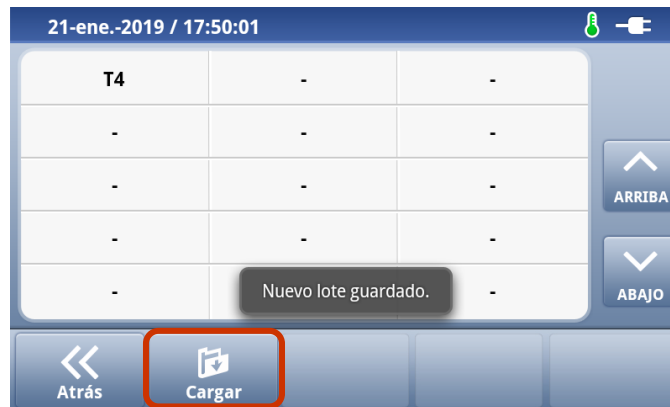 21-ene.-2019 / 17:50:01
T4 - -
- - -
- - -
ARRIBA
- - -
- -
Nuevo lote guardado.
ABAJO
Atrás Cargar